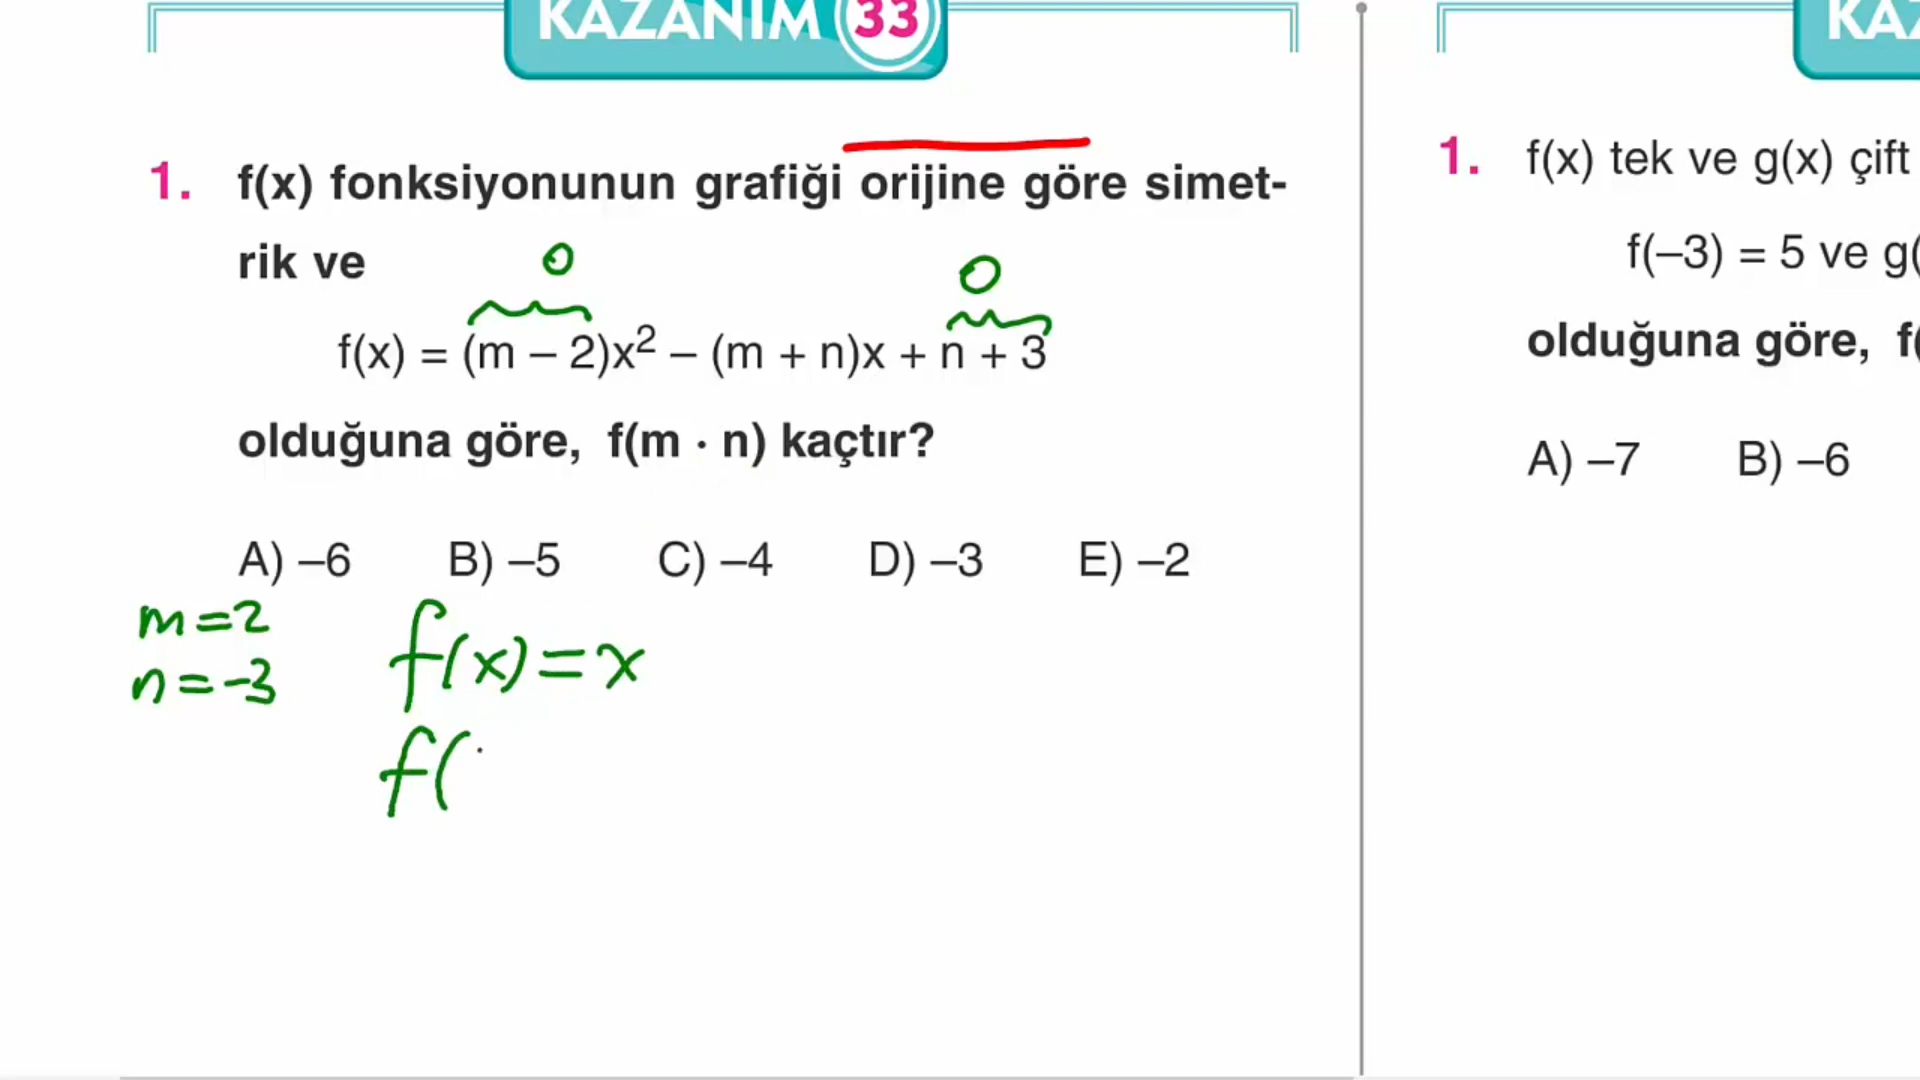 KAZANIM 33
1. f(x) fonksiyonunun grafiği orijine göre simet-
rik ve
0 0
f(x) = (m – 2)x² – (m + n)x + n + 3
olduğuna göre, f(m · n) kaçtır?
A) –6 B) –5 C) –4 D) –3 E) –2
m=2
n=-3
f(x)=x
f(
KAZ
1. f(x) tek ve g(x) çift
f(–3) = 5 ve g(
olduğuna göre, f(
A) –7 B) –6